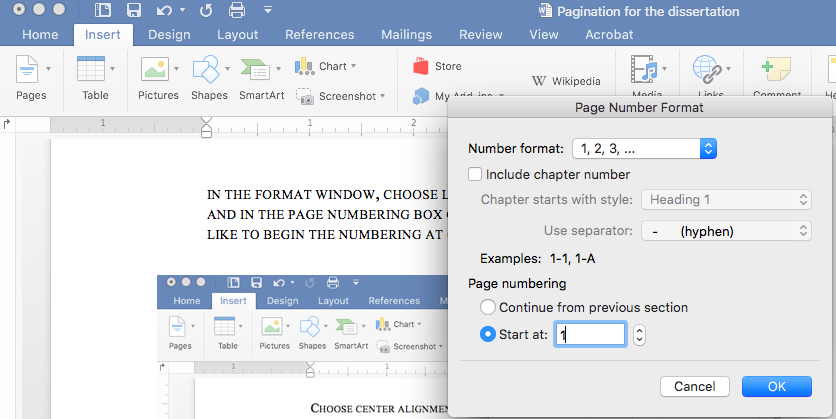 W Pagination for the dissertation
Home Insert Design Layout References Mailings Review View Acrobat
Pages Table Pictures Shapes SmartArt Chart Screenshot Store My Add-ins W Wikipedia Media Links Comment
Page Number Format
1 1 2
Number format: 1, 2, 3, ...
Include chapter number
Chapter starts with style: Heading 1
Use separator: - (hyphen)
Examples: 1-1, 1-A
Page numbering
Continue from previous section
Start at: 1
Cancel OK
IN THE FORMAT WINDOW, CHOOSE L
AND IN THE PAGE NUMBERING BOX
LIKE TO BEGIN THE NUMBERING AT
Home Insert Design Layout References M
Pages Table Pictures Shapes SmartArt Chart Screenshot
1 1
CHOOSE CENTER ALIGNMEN